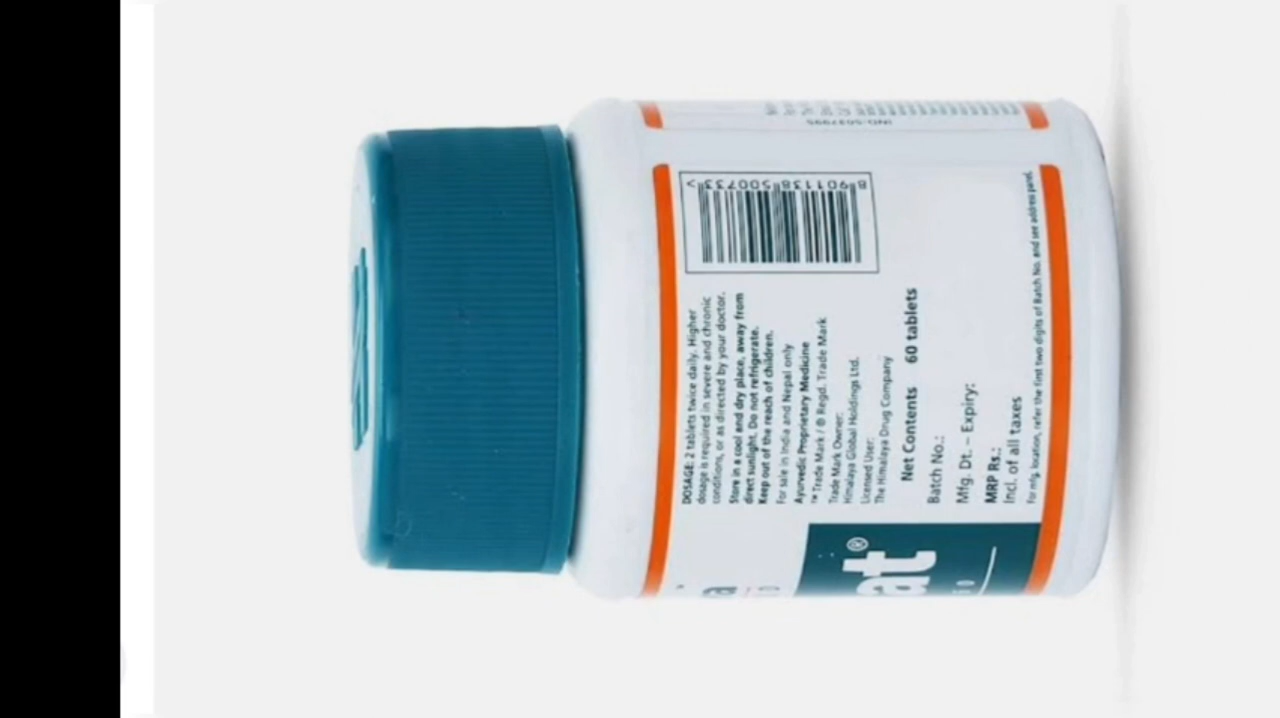 DOSAGE: 2 tablets twice daily. Higher
dosage is required in severe and chronic
conditions, or as directed by your doctor.
Store in a cool and dry place, away from
direct sunlight. Do not refrigerate.
Keep out of the reach of children.
For sale in India and Nepal only
Ayurvedic Proprietary Medicine
™ Trade Mark / ® Regd. Trade Mark
Trade Mark Owner:
Himalaya Global Holdings Ltd.
Licensed User:
The Himalaya Drug Company
Net Contents 60 tablets
Batch No.:
Mfg. Dt. – Expiry:
MRP Rs.:
Incl. of all taxes
For mfg. location, refer the first two digits of Batch No. and see address panel.
8 901138 500733
at®